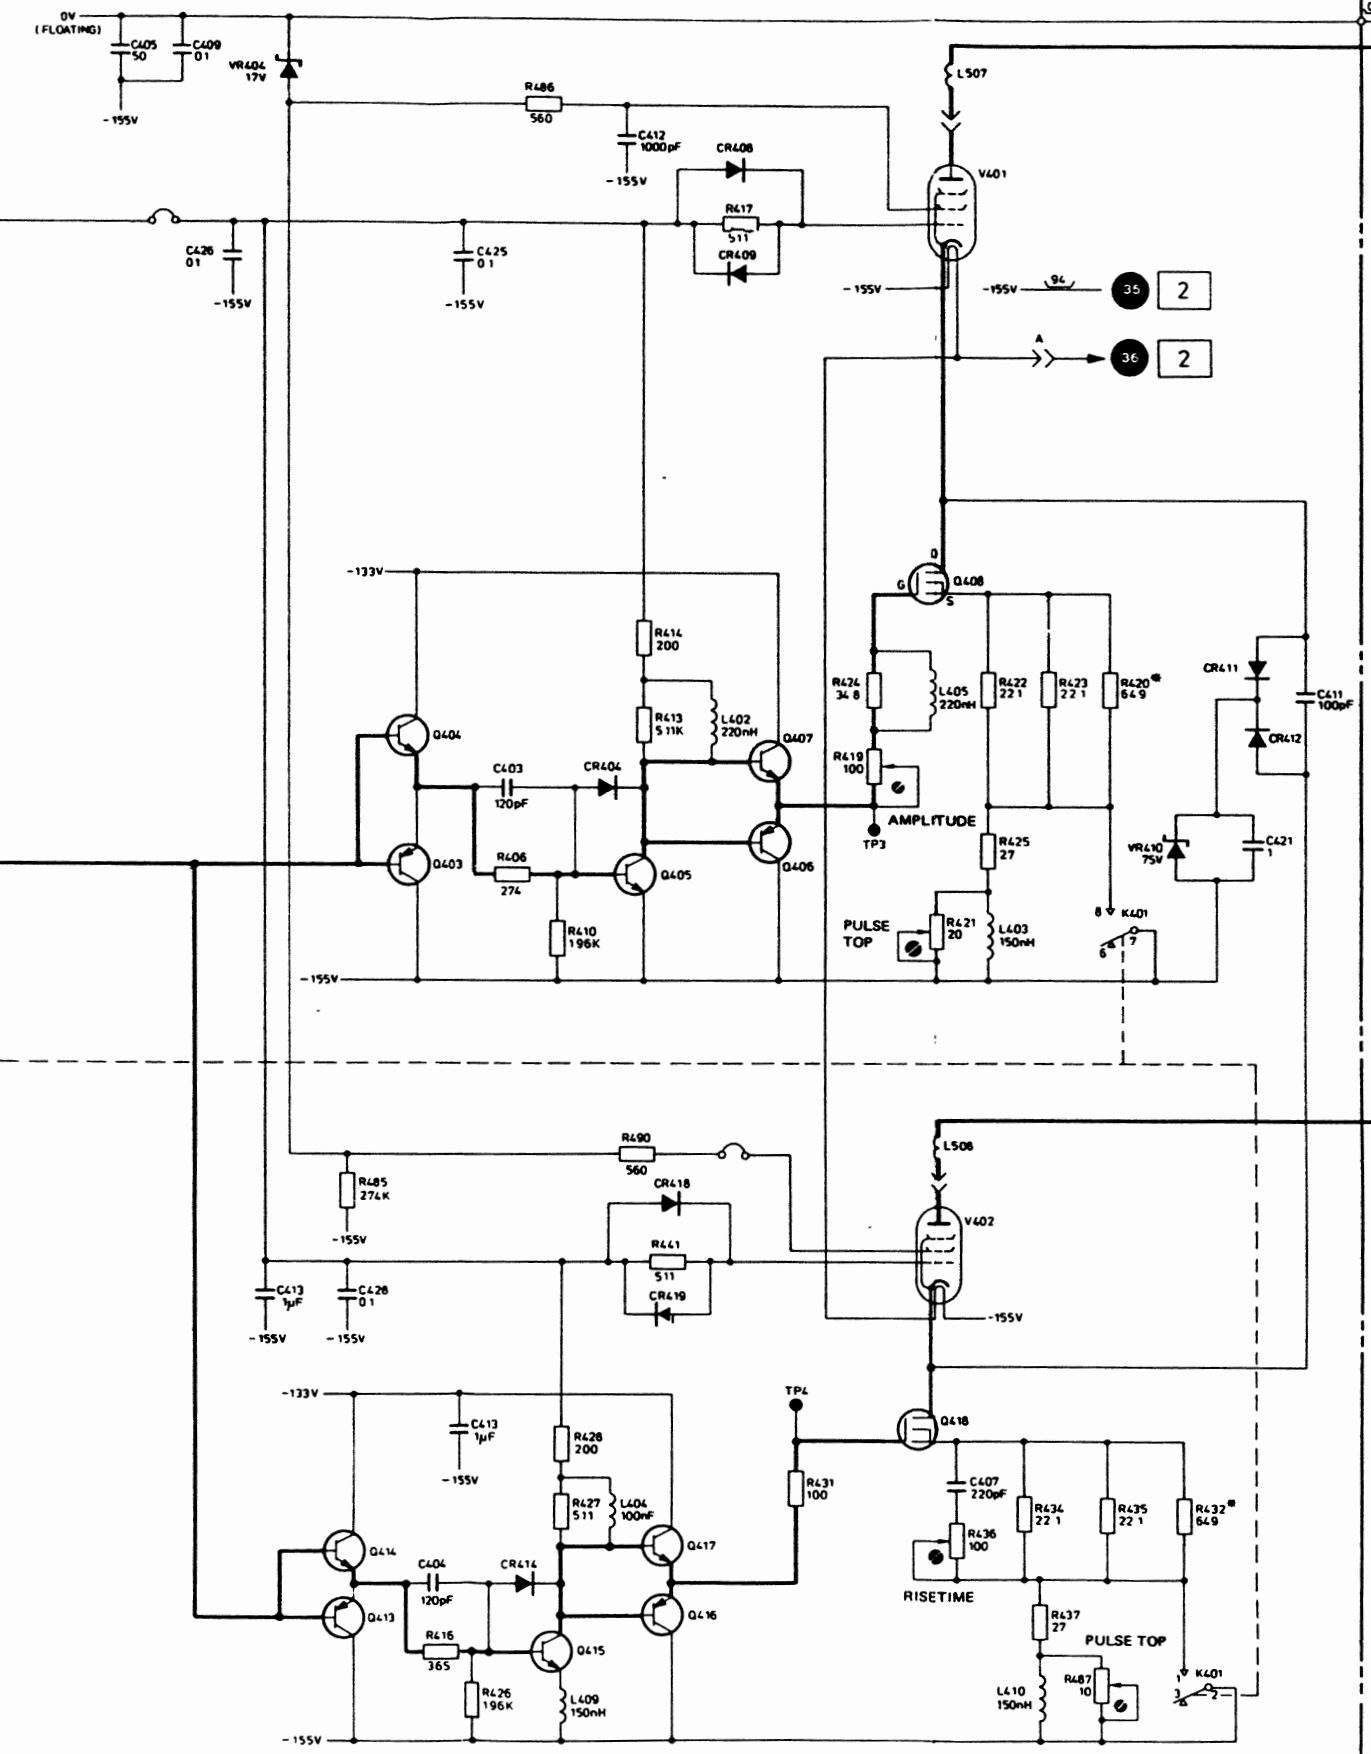 0V
(FLOATING)
C405
50
C409
01
VR404
17V
-155V
R486
560
C412
1000pF
-155V
L507
CR408
V401
R417
511
CR409
C426
01
-155V
C425
01
-155V
-155V
-155V
94
35
2
A
36
2
-133V
D
G
Q408
S
R414
200
R413
511K
L402
220nH
R424
348
L405
220nH
R422
221
R423
221
R420*
649
CR411
C411
100pF
CR412
Q404
Q407
C403
120pF
CR404
R419
100
AMPLITUDE
TP3
Q403
R406
274
Q405
Q406
R425
27
VR410
75V
C421
1
R410
196K
PULSE
TOP
R421
20
L403
150nH
8
K401
7
6
-155V
R490
560
L508
R485
274K
-155V
CR418
V402
R441
511
CR419
C413
1µF
-155V
C428
01
-155V
-155V
-133V
C413
1µF
-155V
TP4
Q418
R428
200
R427
511
L404
100nF
R431
100
C407
220pF
R436
100
RISETIME
R434
221
R435
221
R432*
649
Q414
Q417
C404
120pF
CR414
Q413
Q416
R416
365
Q415
R437
27
PULSE TOP
R426
196K
L409
150nH
L410
150nH
R487
10
1
K401
3
2
-155V